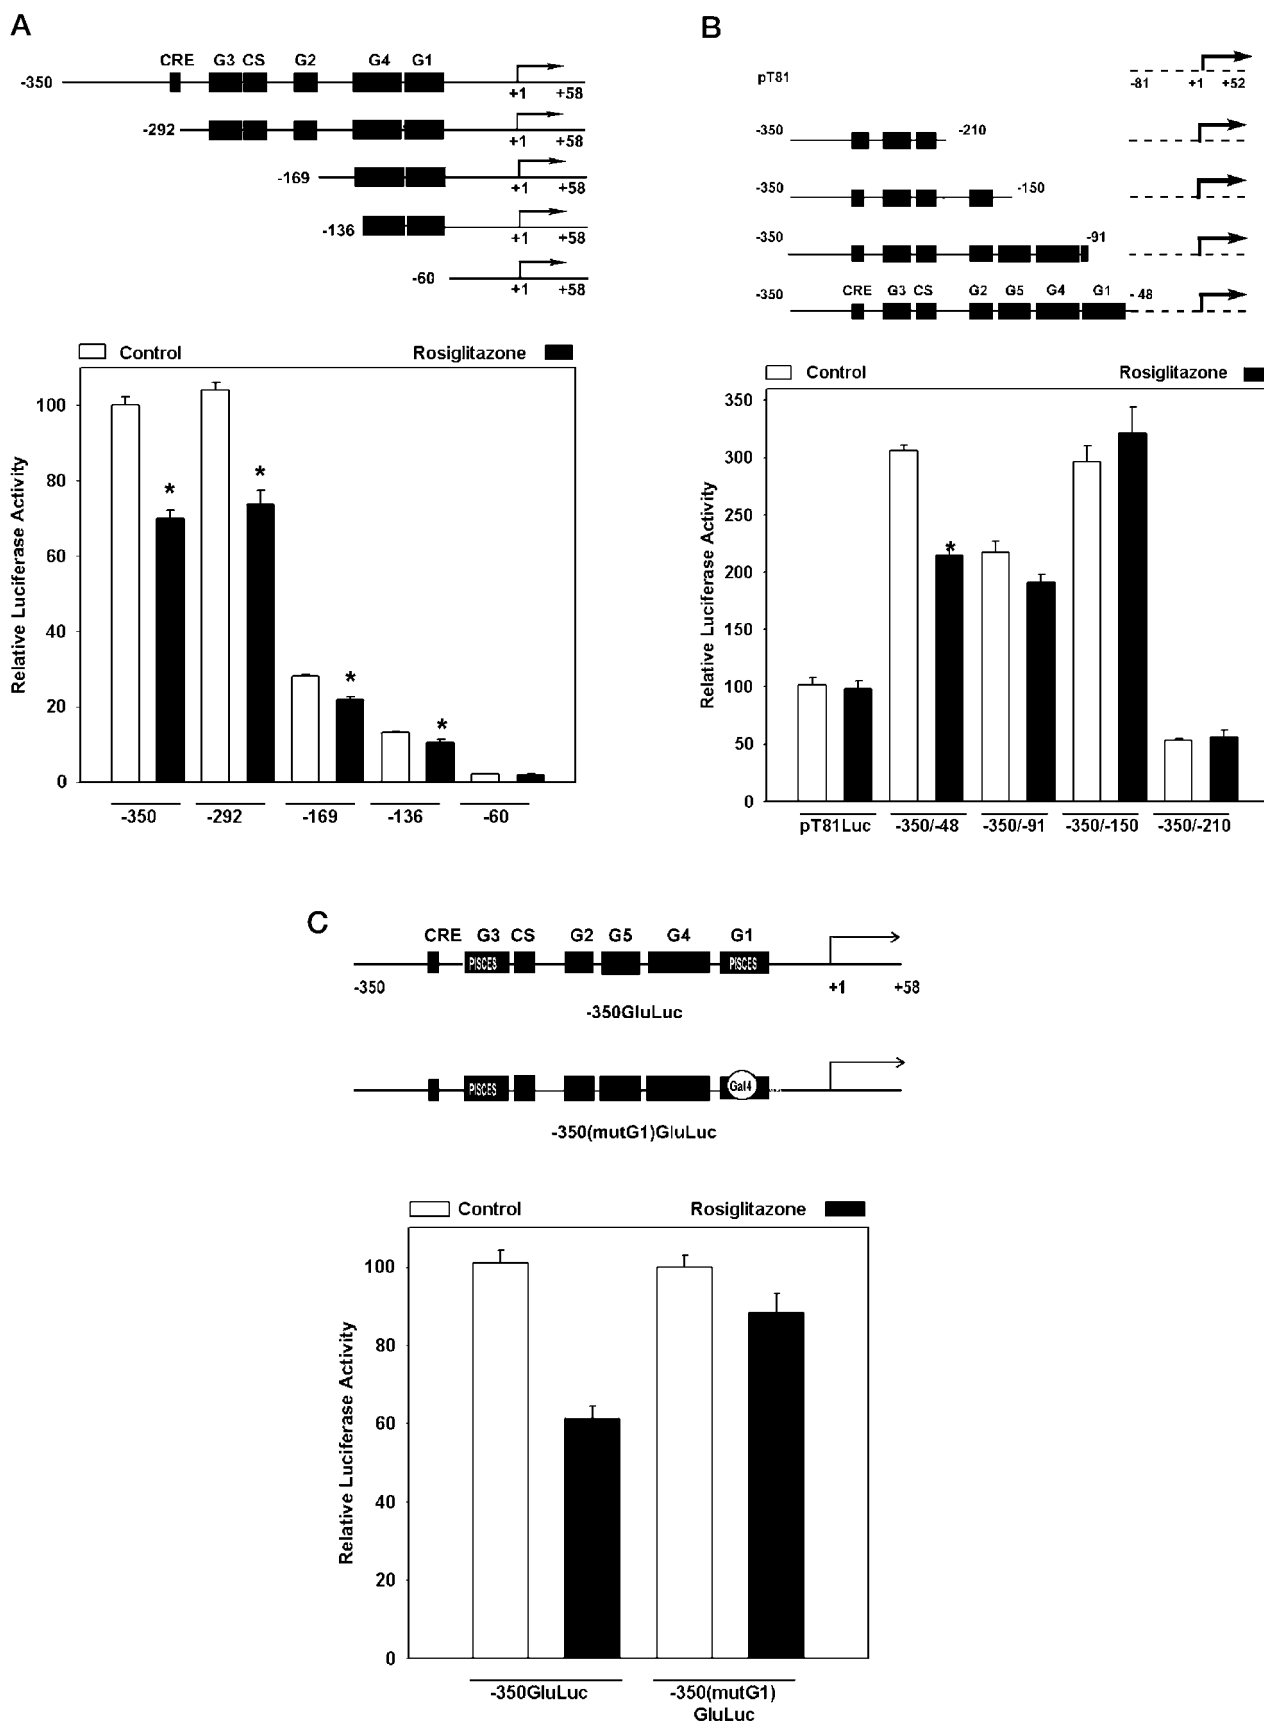 A
CRE G3 CS G2 G4 G1
-350
+1 +58
-292
+1 +58
-169
+1 +58
-136
+1 +58
-60
+1 +58
Control Rosiglitazone
Relative Luciferase Activity
100
80
60
40
20
0
* * * *
-350 -292 -169 -136 -60
B
pT81
-81 +1 +52
-350 -210
-350 -150
-350 -91
CRE G3 CS G2 G5 G4 G1
-350 -48
Control Rosiglitazone
Relative Luciferase Activity
350
300
250
200
150
100
50
0
*
pT81Luc -350/-48 -350/-91 -350/-150 -350/-210
C
CRE G3 CS G2 G5 G4 G1
PISCES PISCES
-350 +1 +58
-350GluLuc
PISCES Gal4
-350(mutG1)GluLuc
Control Rosiglitazone
Relative Luciferase Activity
100
80
60
40
20
0
-350GluLuc -350(mutG1)
GluLuc